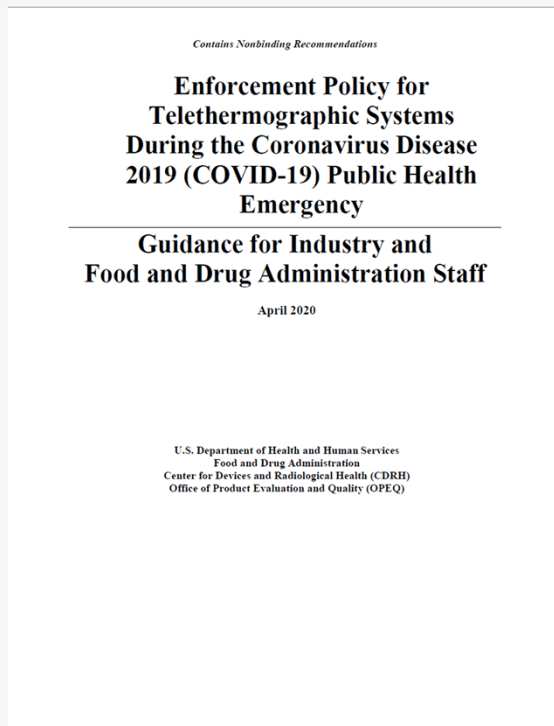 Contains Nonbinding Recommendations
Enforcement Policy for
Telethermographic Systems
During the Coronavirus Disease
2019 (COVID-19) Public Health
Emergency
Guidance for Industry and
Food and Drug Administration Staff
April 2020
U.S. Department of Health and Human Services
Food and Drug Administration
Center for Devices and Radiological Health (CDRH)
Office of Product Evaluation and Quality (OPEQ)